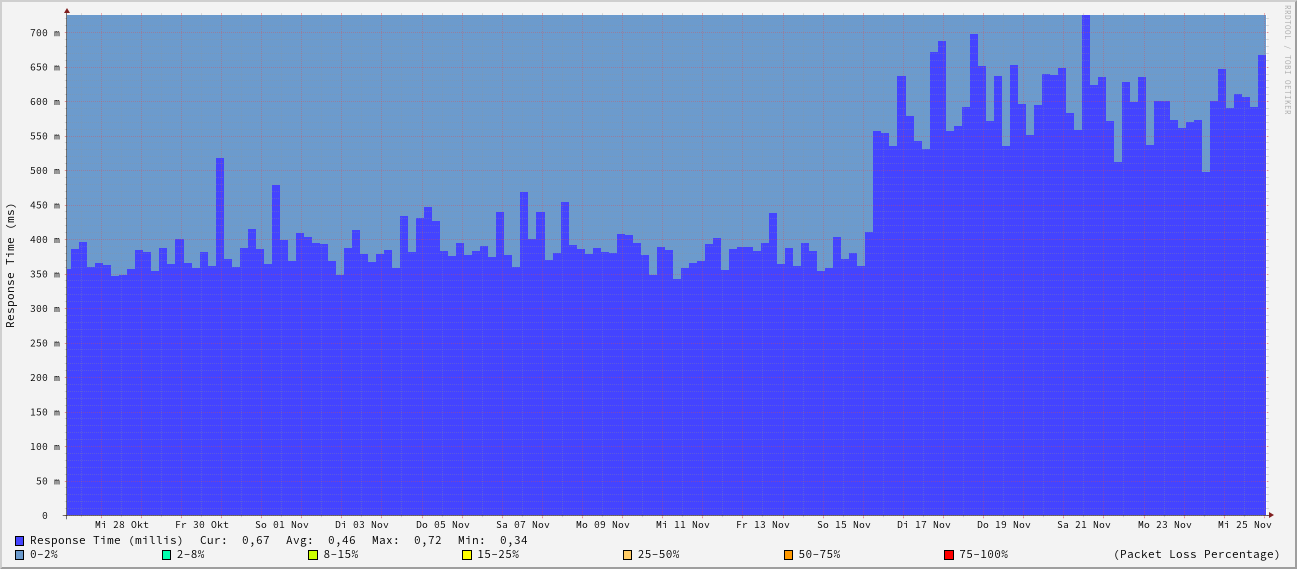 RRDTOOL / TOBI OETIKER
Response Time (ms)
700 m
650 m
600 m
550 m
500 m
450 m
400 m
350 m
300 m
250 m
200 m
150 m
100 m
50 m
0
Mi 28 Okt Fr 30 Okt So 01 Nov Di 03 Nov Do 05 Nov Sa 07 Nov Mo 09 Nov Mi 11 Nov Fr 13 Nov So 15 Nov Di 17 Nov Do 19 Nov Sa 21 Nov Mo 23 Nov Mi 25 Nov
Response Time (millis) Cur: 0,67 Avg: 0,46 Max: 0,72 Min: 0,34
0-2% 2-8% 8-15% 15-25% 25-50% 50-75% 75-100% (Packet Loss Percentage)